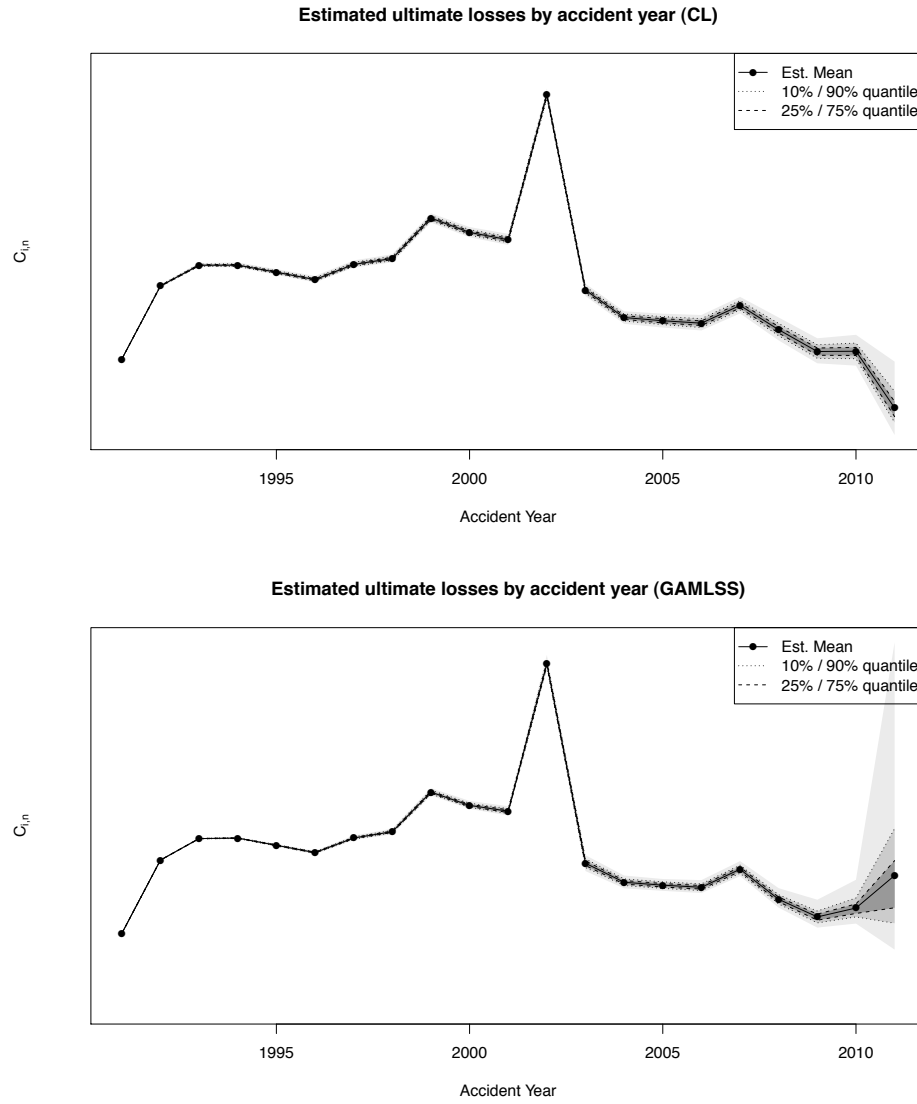 Estimated ultimate losses by accident year (CL)
Est. Mean
10% / 90% quantile
25% / 75% quantile
C_{i,n}
1995 2000 2005 2010
Accident Year
Estimated ultimate losses by accident year (GAMLSS)
Est. Mean
10% / 90% quantile
25% / 75% quantile
C_{i,n}
1995 2000 2005 2010
Accident Year